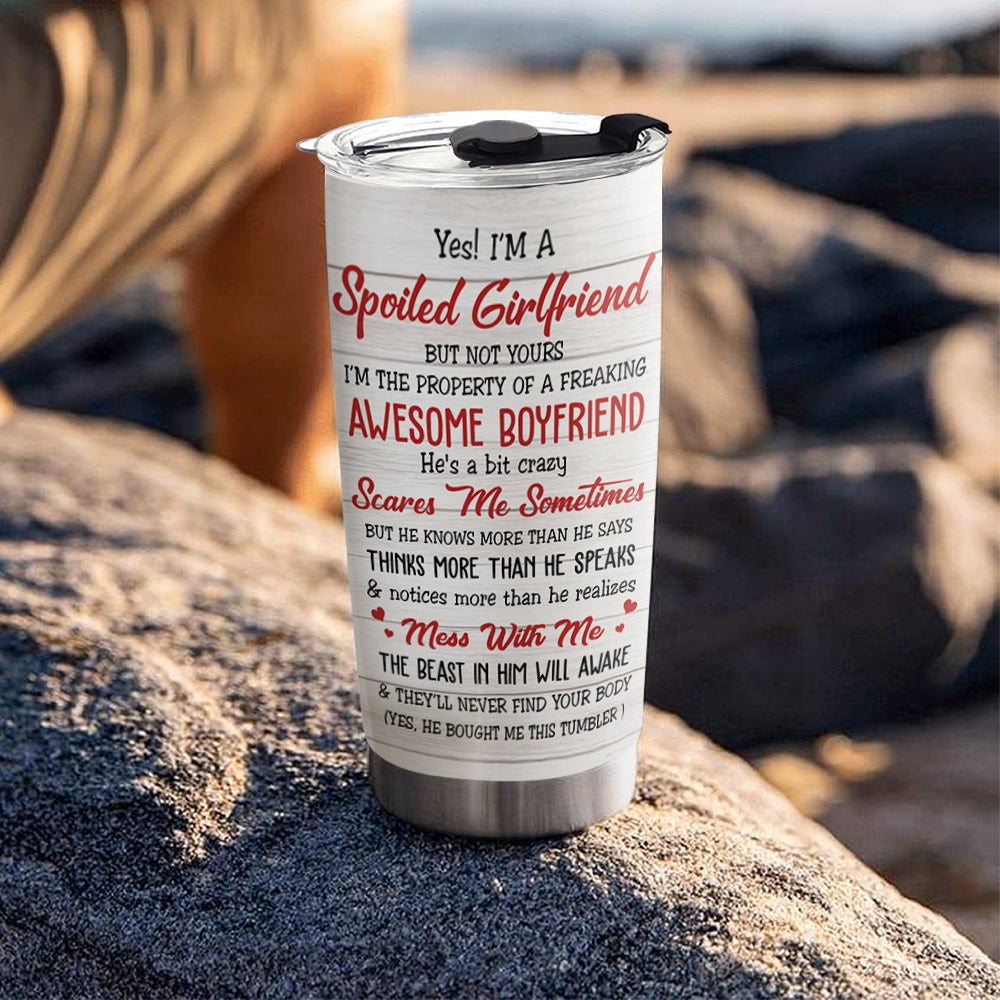 Yes! I'M A
Spoiled Girlfriend
BUT NOT YOURS
I'M THE PROPERTY OF A FREAKING
AWESOME BOYFRIEND
He's a bit crazy
Scares Me Sometimes
BUT HE KNOWS MORE THAN HE SAYS
THINKS MORE THAN HE SPEAKS
& notices more than he realizes
Mess With Me
THE BEAST IN HIM WILL AWAKE
& THEY'LL NEVER FIND YOUR BODY
(YES, HE BOUGHT ME THIS TUMBLER )